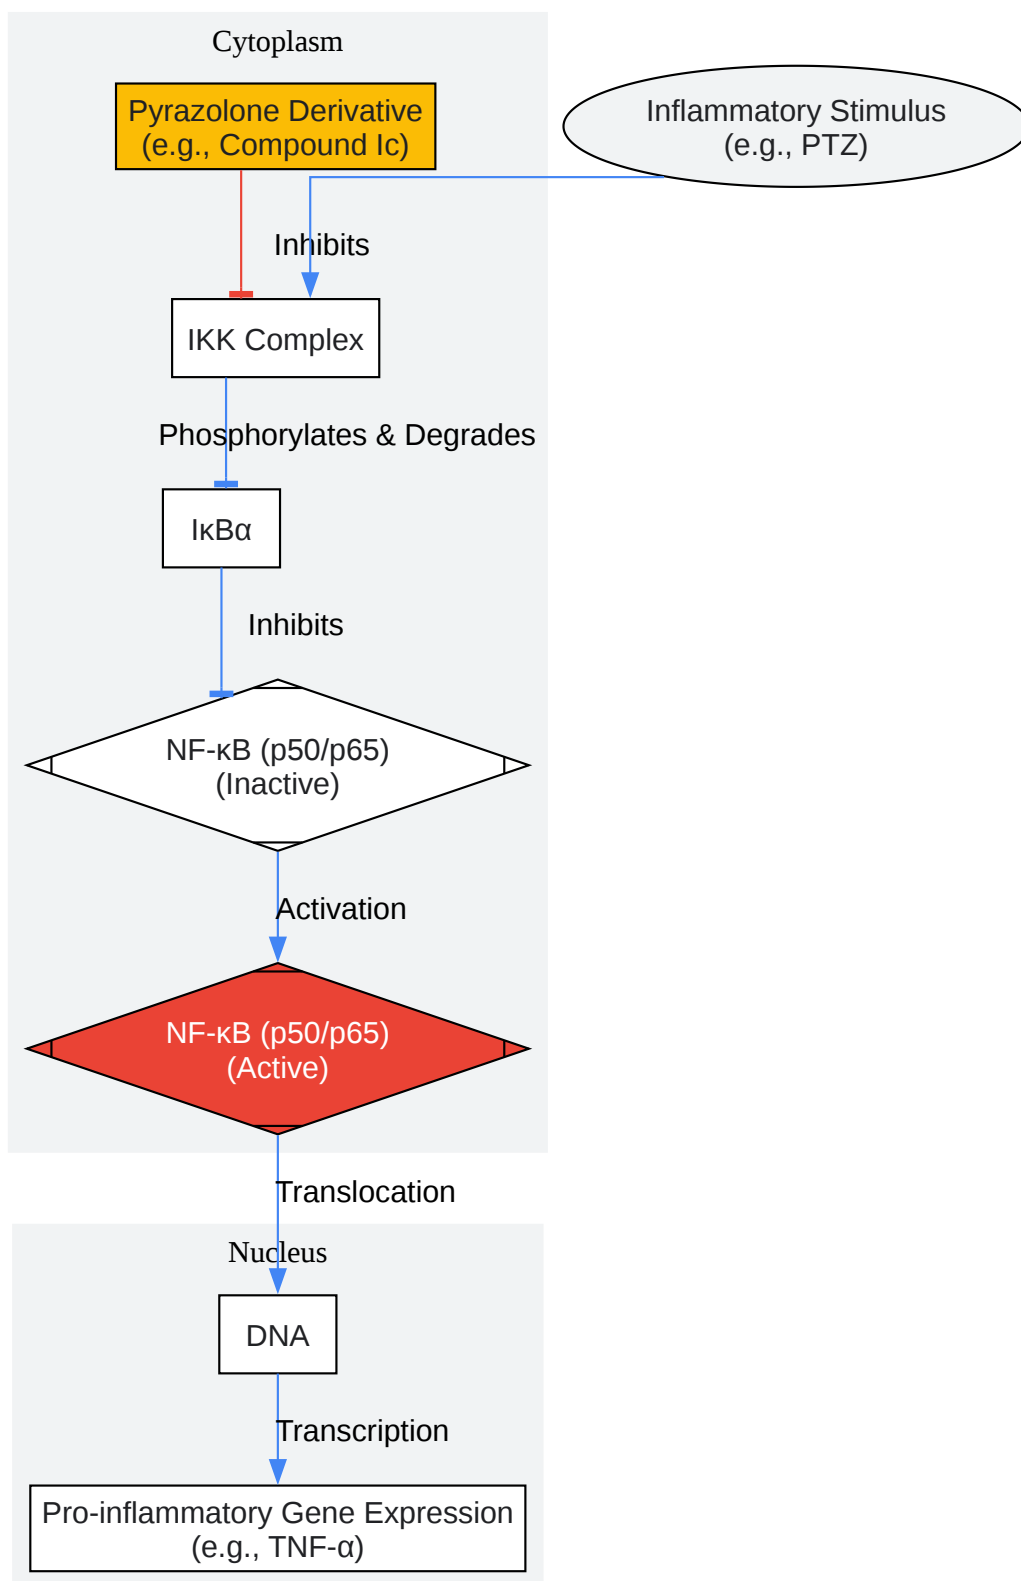 Cytoplasm
Pyrazolone Derivative
(e.g., Compound Ic)
Inflammatory Stimulus
(e.g., PTZ)
Inhibits
IKK Complex
Phosphorylates & Degrades
IκBα
Inhibits
NF-κB (p50/p65)
(Inactive)
Activation
NF-κB (p50/p65)
(Active)
Translocation
Nucleus
DNA
Transcription
Pro-inflammatory Gene Expression
(e.g., TNF-α)